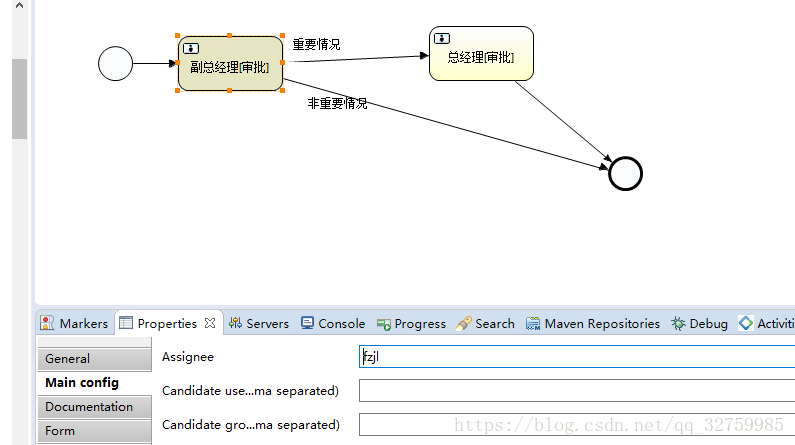 重要情况
副总经理[审批]
总经理[审批]
非重要情况
Markers Properties Servers Console Progress Search Maven Repositories Debug Activiti
General
Main config
Documentation
Form
Assignee
fzjl
Candidate use...ma separated)
Candidate gro...ma separated)
https://blog.csdn.net/qq_32759985